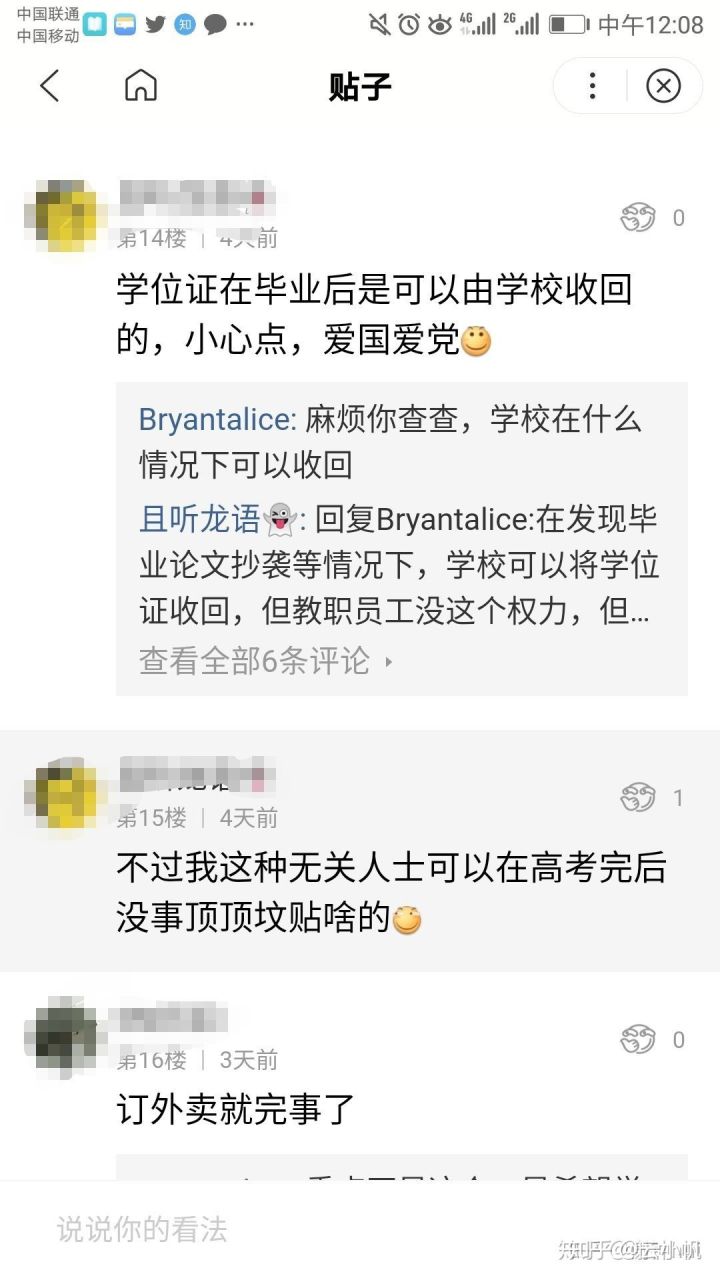 中国联通
中国移动
知
4G
2G
中午12:08
贴子
第14楼 | 4天前
0
学位证在毕业后是可以由学校收回
的，小心点，爱国爱党
Bryantalice: 麻烦你查查，学校在什么
情况下可以收回
且听龙语👻: 回复Bryantalice:在发现毕
业论文抄袭等情况下，学校可以将学位
证收回，但教职员工没这个权力，但...
查看全部6条评论
第15楼 | 4天前
1
不过我这种无关人士可以在高考完后
没事顶顶坟贴啥的
第16楼 | 3天前
0
订外卖就完事了
说说你的看法
知乎